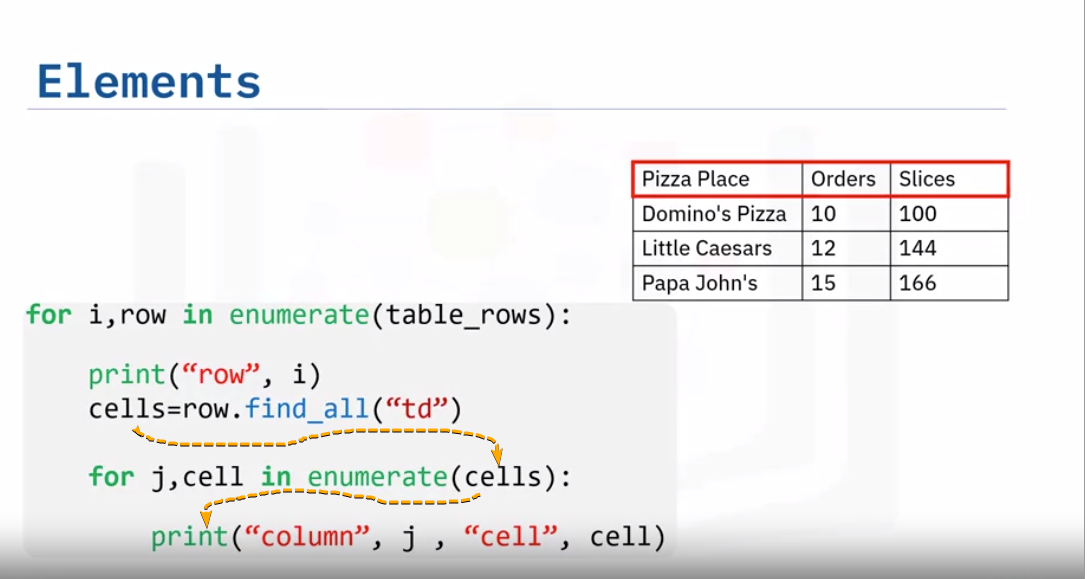 Elements
Pizza Place Orders Slices
Domino's Pizza 10 100
Little Caesars 12 144
Papa John's 15 166
for i,row in enumerate(table_rows):
print(“row”, i)
cells=row.find_all(“td”)
for j,cell in enumerate(cells):
print(“column”, j , “cell”, cell)